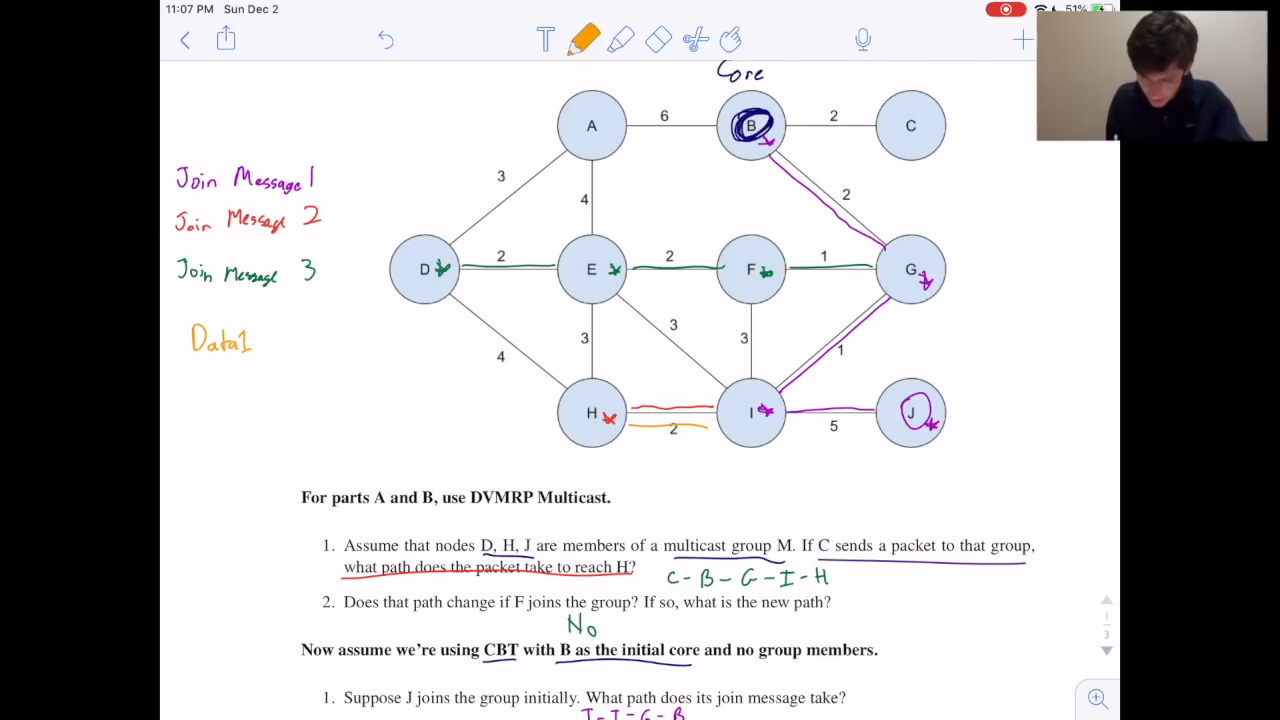 11:07 PM Sun Dec 2
51%
T
Core
A 6 B 2 C
3
4
2
Join Message 1
Join Message 2
Join Message 3
D 2 E 2 F 1 G
Data1
4
3
3
3
1
H 2 I 5 J
For parts A and B, use DVMRP Multicast.
1. Assume that nodes D, H, J are members of a multicast group M. If C sends a packet to that group,
what path does the packet take to reach H?
C - B - G - I - H
2. Does that path change if F joins the group? If so, what is the new path?
No
Now assume we're using CBT with B as the initial core and no group members.
1. Suppose J joins the group initially. What path does its join message take?
J - I - G - B
1
3